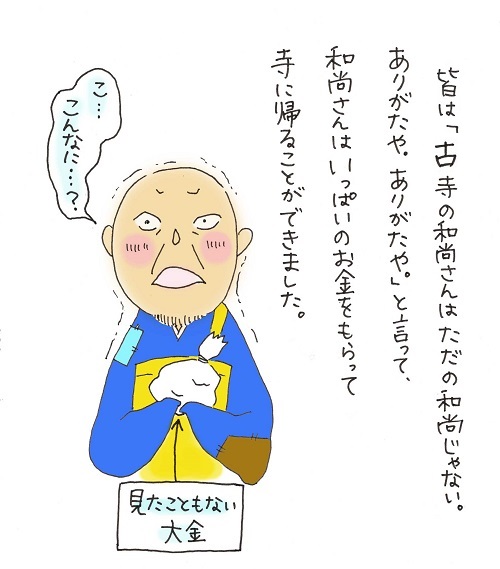 皆は「古寺の和尚さんはただの和尚じゃない。
ありがたや。ありがたや。」と言って、
和尚さんはいっぱいのお金をもらって
寺に帰ることができました。
こ…
こんなに……？
見たこともない
大金